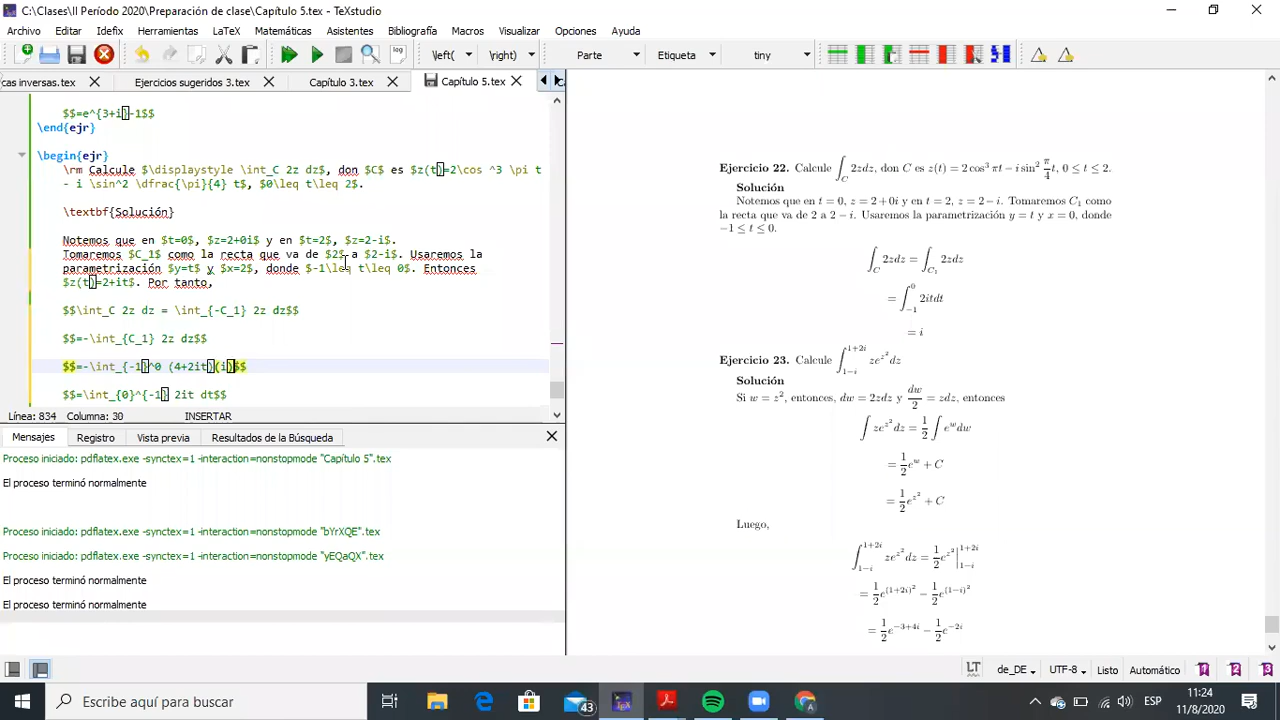 C:\Clases\II Período 2020\Preparación de clase\Capítulo 5.tex - TeXstudio
Archivo Editar Idefix Herramientas LaTeX Matemáticas Asistentes Bibliografía Macros Visualizar Opciones Ayuda
log \left( \right) Parte Etiqueta tiny
cas inversas.tex Ejercicios sugeridos 3.tex Capítulo 3.tex Capítulo 5.tex
$$=e^{3+i}-1$$
\end{ejr}
\begin{ejr}
\rm Calcule $\displaystyle \int_C 2z dz$, don $C$ es $z(t)=2\cos ^3 \pi t
- i \sin^2 \dfrac{\pi}{4} t$, $0\leq t\leq 2$.
\textbf{Solución}
Notemos que en $t=0$, $z=2+0i$ y en $t=2$, $z=2-i$.
Tomaremos $C_1$ como la recta que va de $2$ a $2-i$. Usaremos la
parametrización $y=t$ y $x=2$, donde $-1\leq t\leq 0$. Entonces
$z(t)=2+it$. Por tanto,
$$\int_C 2z dz = \int_{-C_1} 2z dz$$
$$=-\int_{C_1} 2z dz$$
$$=-\int_{-1}^0 (4+2it)(i)$$
$$=\int_{0}^{-1} 2it dt$$
Línea: 834 Columna: 30 INSERTAR
Mensajes Registro Vista previa Resultados de la Búsqueda
Proceso iniciado: pdflatex.exe -synctex=1 -interaction=nonstopmode "Capítulo 5".tex
El proceso terminó normalmente
Proceso iniciado: pdflatex.exe -synctex=1 -interaction=nonstopmode "bYrXQE".tex
Proceso iniciado: pdflatex.exe -synctex=1 -interaction=nonstopmode "yEQaQX".tex
El proceso terminó normalmente
El proceso terminó normalmente
Ejercicio 22. Calcule ∫_C 2zdz, don C es z(t) = 2 cos³ πt − i sin² π/4 t, 0 ≤ t ≤ 2.
Solución
Notemos que en t = 0, z = 2 + 0i y en t = 2, z = 2 − i. Tomaremos C₁ como
la recta que va de 2 a 2 − i. Usaremos la parametrización y = t y x = 0, donde
−1 ≤ t ≤ 0.
∫_C 2zdz = ∫_{C₁} 2zdz
= ∫_{−1}^{0} 2itdt
= i
Ejercicio 23. Calcule ∫_{1−i}^{1+2i} ze^{z²} dz
Solución
Si w = z², entonces, dw = 2zdz y dw/2 = zdz, entonces
∫ ze^{z²} dz = 1/2 ∫ e^w dw
= 1/2 e^w + C
= 1/2 e^{z²} + C
Luego,
∫_{1−i}^{1+2i} ze^{z²} dz = 1/2 e^{z²} |_{1−i}^{1+2i}
= 1/2 e^{(1+2i)²} − 1/2 e^{(1−i)²}
= 1/2 e^{−3+4i} − 1/2 e^{−2i}
LT de_DE UTF-8 Listo Automático 1 2 3
Escribe aquí para buscar 43 ESP 11:24
11/8/2020